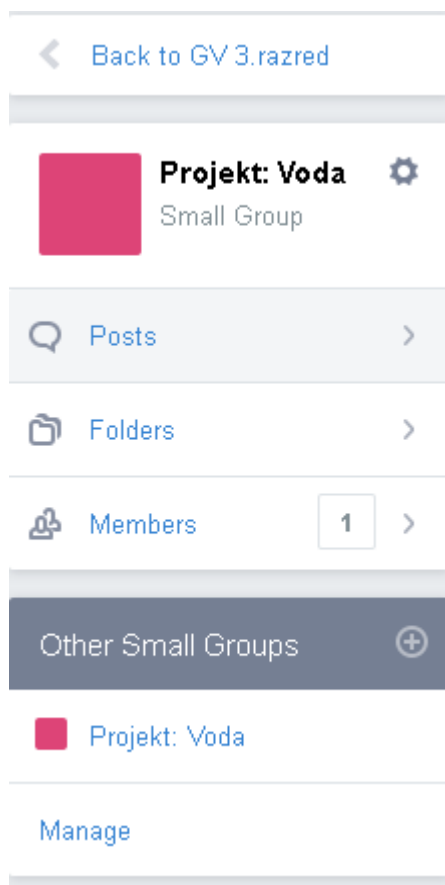 Back to GV 3.razred
Projekt: Voda
Small Group
Posts
Folders
Members 1
Other Small Groups
Projekt: Voda
Manage